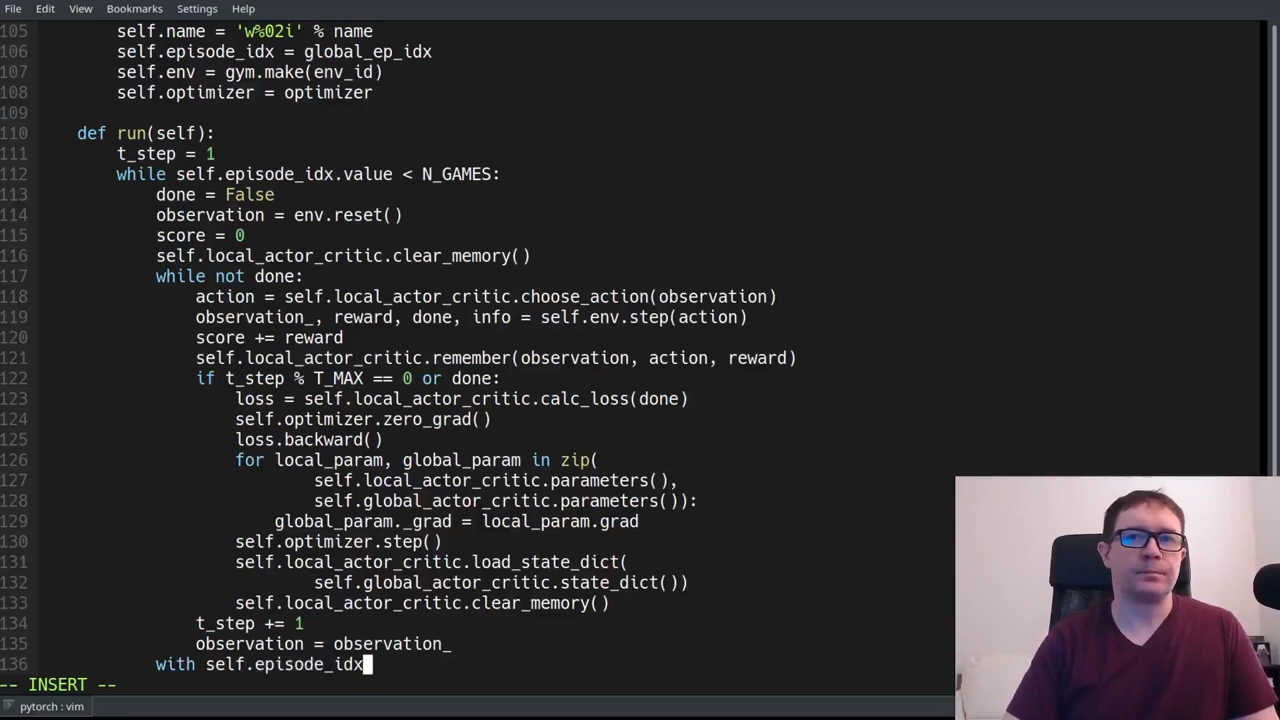 File Edit View Bookmarks Settings Help
105 self.name = 'w%02i' % name
106 self.episode_idx = global_ep_idx
107 self.env = gym.make(env_id)
108 self.optimizer = optimizer
109
110 def run(self):
111 t_step = 1
112 while self.episode_idx.value < N_GAMES:
113 done = False
114 observation = env.reset()
115 score = 0
116 self.local_actor_critic.clear_memory()
117 while not done:
118 action = self.local_actor_critic.choose_action(observation)
119 observation_, reward, done, info = self.env.step(action)
120 score += reward
121 self.local_actor_critic.remember(observation, action, reward)
122 if t_step % T_MAX == 0 or done:
123 loss = self.local_actor_critic.calc_loss(done)
124 self.optimizer.zero_grad()
125 loss.backward()
126 for local_param, global_param in zip(
127 self.local_actor_critic.parameters(),
128 self.global_actor_critic.parameters()):
129 global_param._grad = local_param.grad
130 self.optimizer.step()
131 self.local_actor_critic.load_state_dict(
132 self.global_actor_critic.state_dict())
133 self.local_actor_critic.clear_memory()
134 t_step += 1
135 observation = observation_
136 with self.episode_idx
-- INSERT --
pytorch : vim